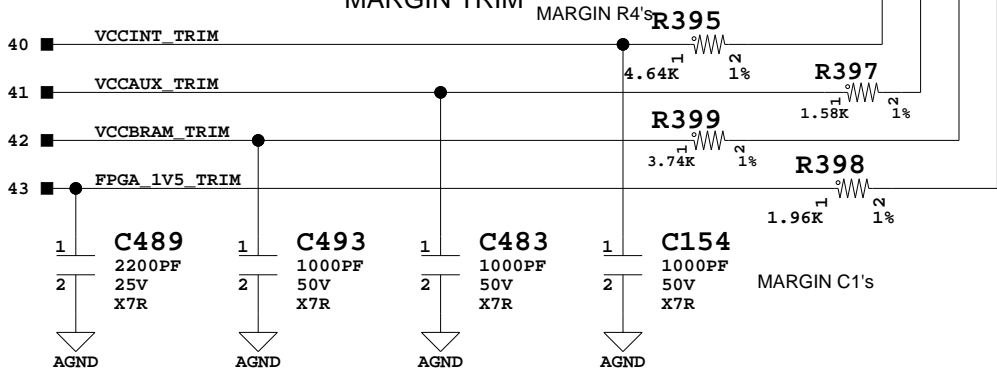 MARGIN TRIM
MARGIN R4's
R395
40 VCCINT_TRIM
1 2
4.64K 1%
R397
41 VCCAUX_TRIM
1 2
1.58K 1%
R399
42 VCCBRAM_TRIM
1 2
3.74K 1%
R398
43 FPGA_1V5_TRIM
1 2
1.96K 1%
1 C489
2200PF
2 25V
X7R
AGND
1 C493
1000PF
2 50V
X7R
AGND
1 C483
1000PF
2 50V
X7R
AGND
1 C154
1000PF
2 50V
X7R
AGND
MARGIN C1's